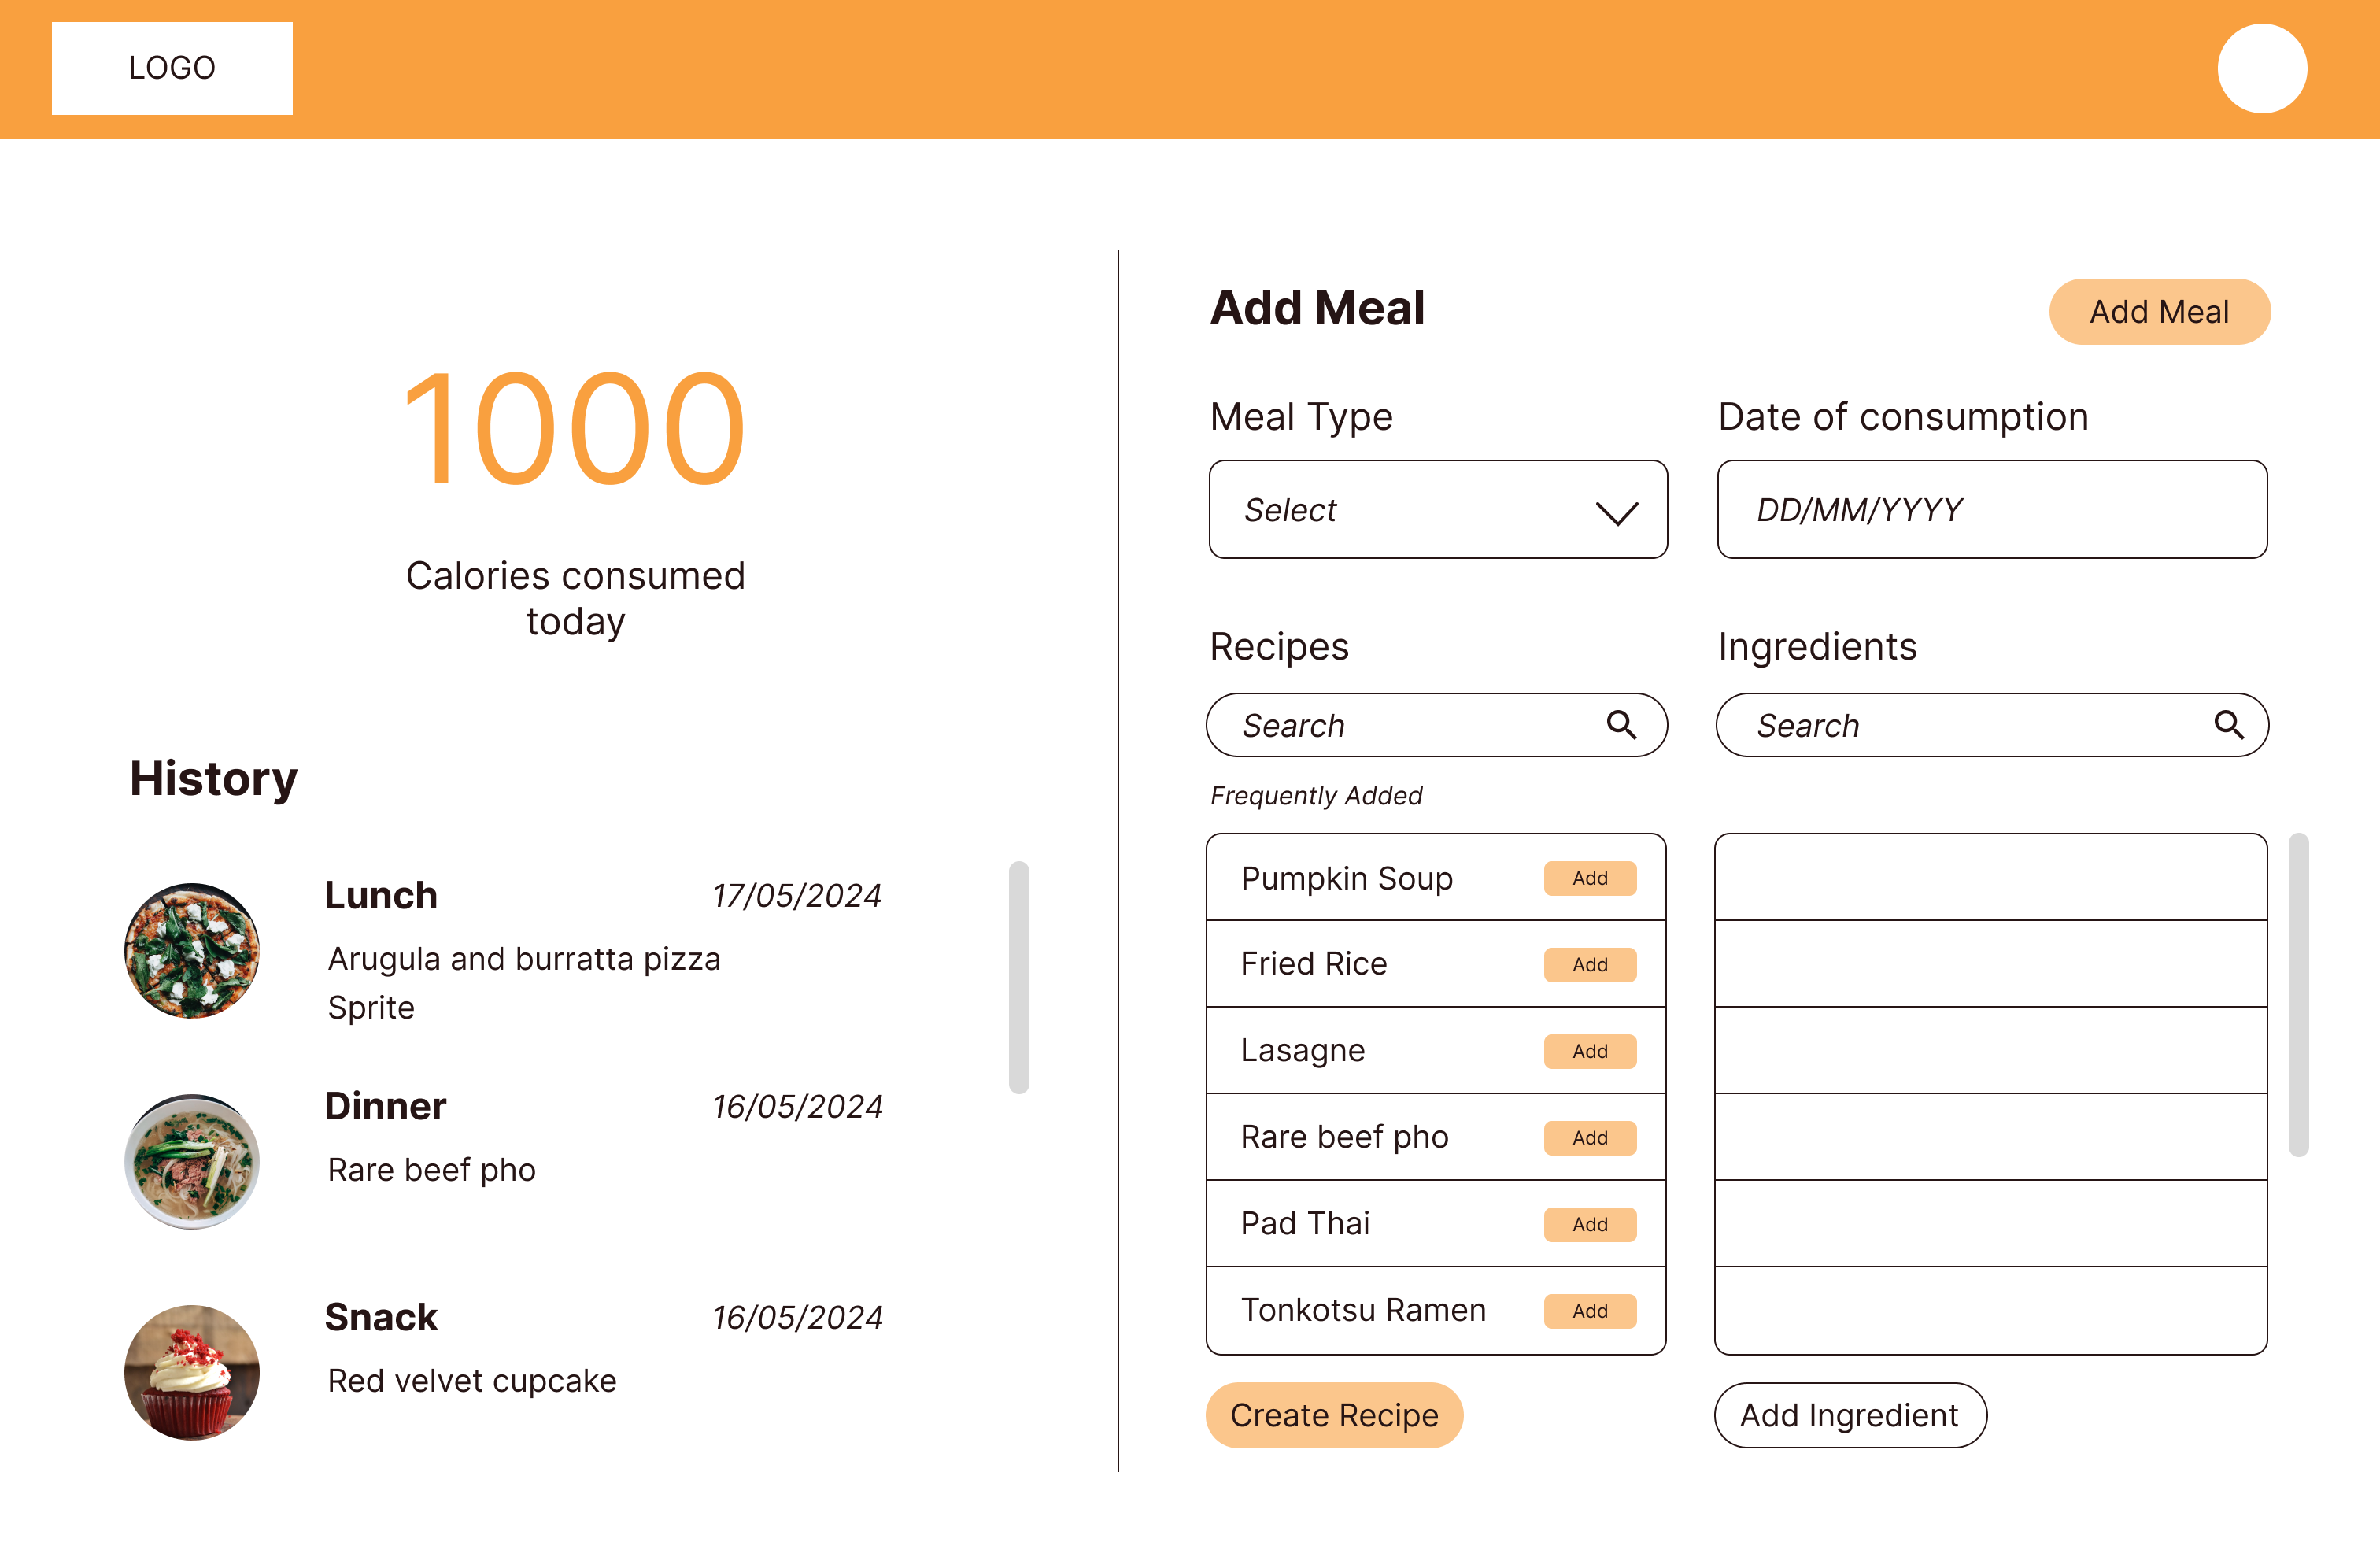 LOGO
1000
Calories consumed
today
History
Lunch
17/05/2024
Arugula and burratta pizza
Sprite
Dinner
16/05/2024
Rare beef pho
Snack
16/05/2024
Red velvet cupcake
Add Meal
Add Meal
Meal Type
Select
Date of consumption
DD/MM/YYYY
Recipes
Search
Frequently Added
Pumpkin Soup
Add
Fried Rice
Add
Lasagne
Add
Rare beef pho
Add
Pad Thai
Add
Tonkotsu Ramen
Add
Create Recipe
Ingredients
Search
Add Ingredient